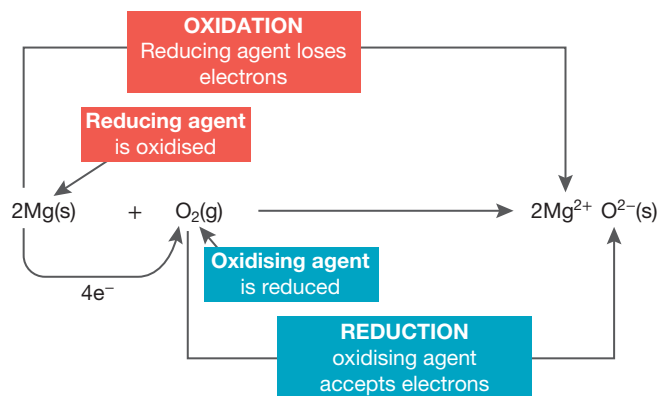 OXIDATION
Reducing agent loses
electrons
Reducing agent
is oxidised
2Mg(s) + O₂(g) 2Mg²⁺ O²⁻(s)
4e⁻
Oxidising agent
is reduced
REDUCTION
oxidising agent
accepts electrons